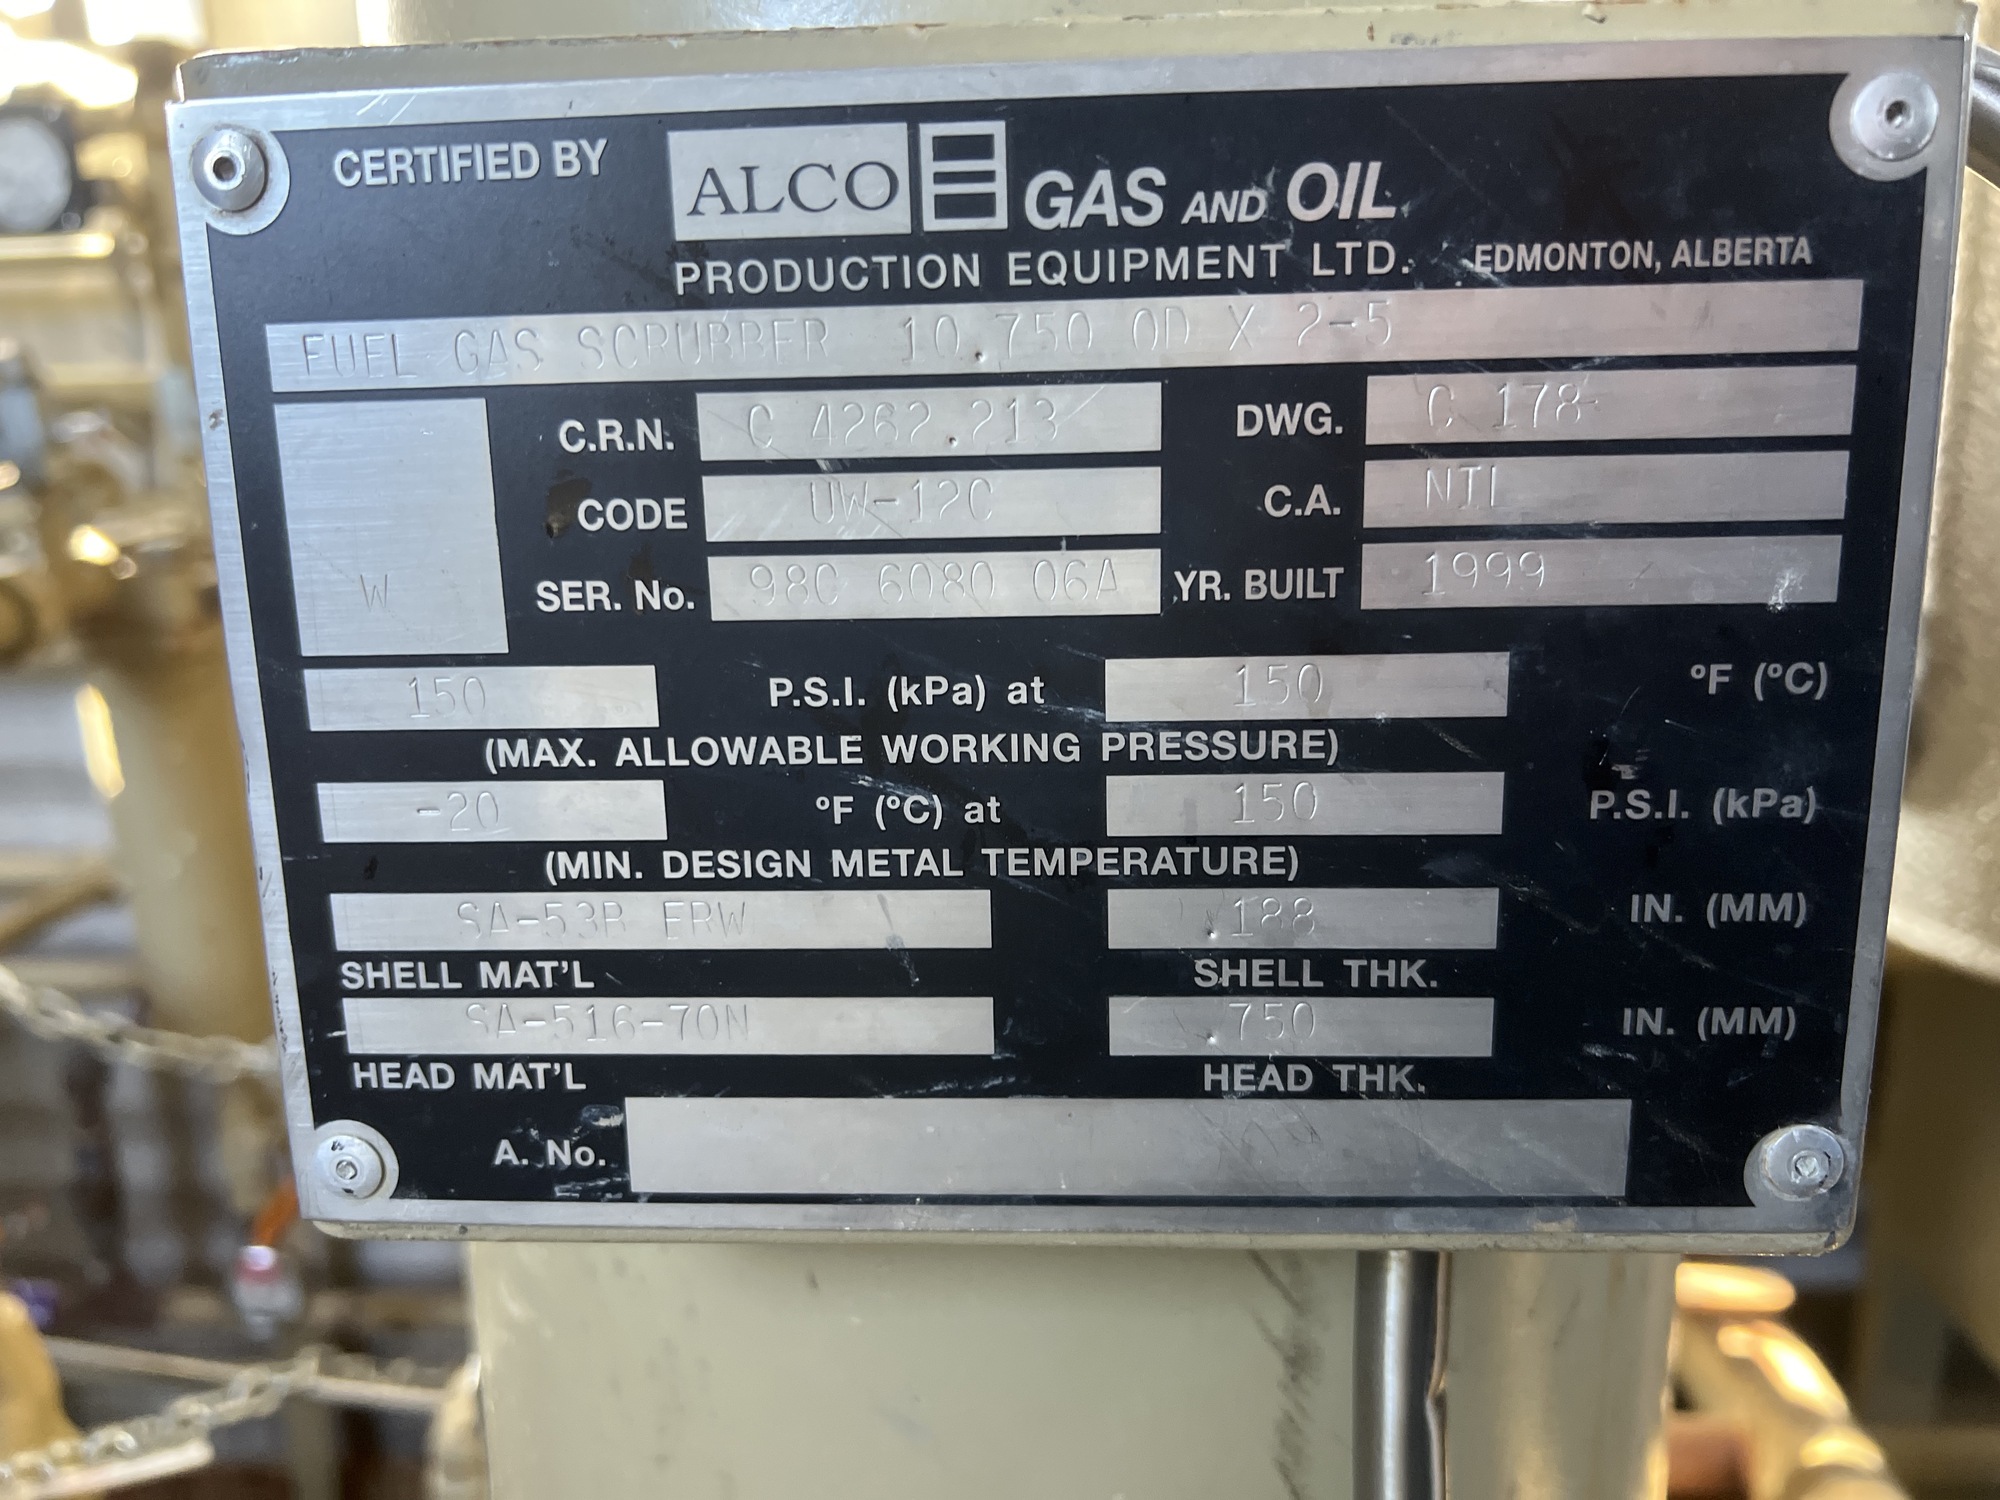 CERTIFIED BY ALCO GAS AND OIL
PRODUCTION EQUIPMENT LTD. EDMONTON, ALBERTA
FUEL GAS SCRUBBER 10.750 OD X 2-5
C.R.N. C 4262.213 DWG. C 178
CODE UW-12C C.A. NIL
W SER. No. 98C 6080 06A YR. BUILT 1999
150 P.S.I. (kPa) at 150 °F (°C)
(MAX. ALLOWABLE WORKING PRESSURE)
-20 °F (°C) at 150 P.S.I. (kPa)
(MIN. DESIGN METAL TEMPERATURE)
SA-53B ERW .188 IN. (MM)
SHELL MAT'L SHELL THK.
SA-516-70N .750 IN. (MM)
HEAD MAT'L HEAD THK.
A. No.